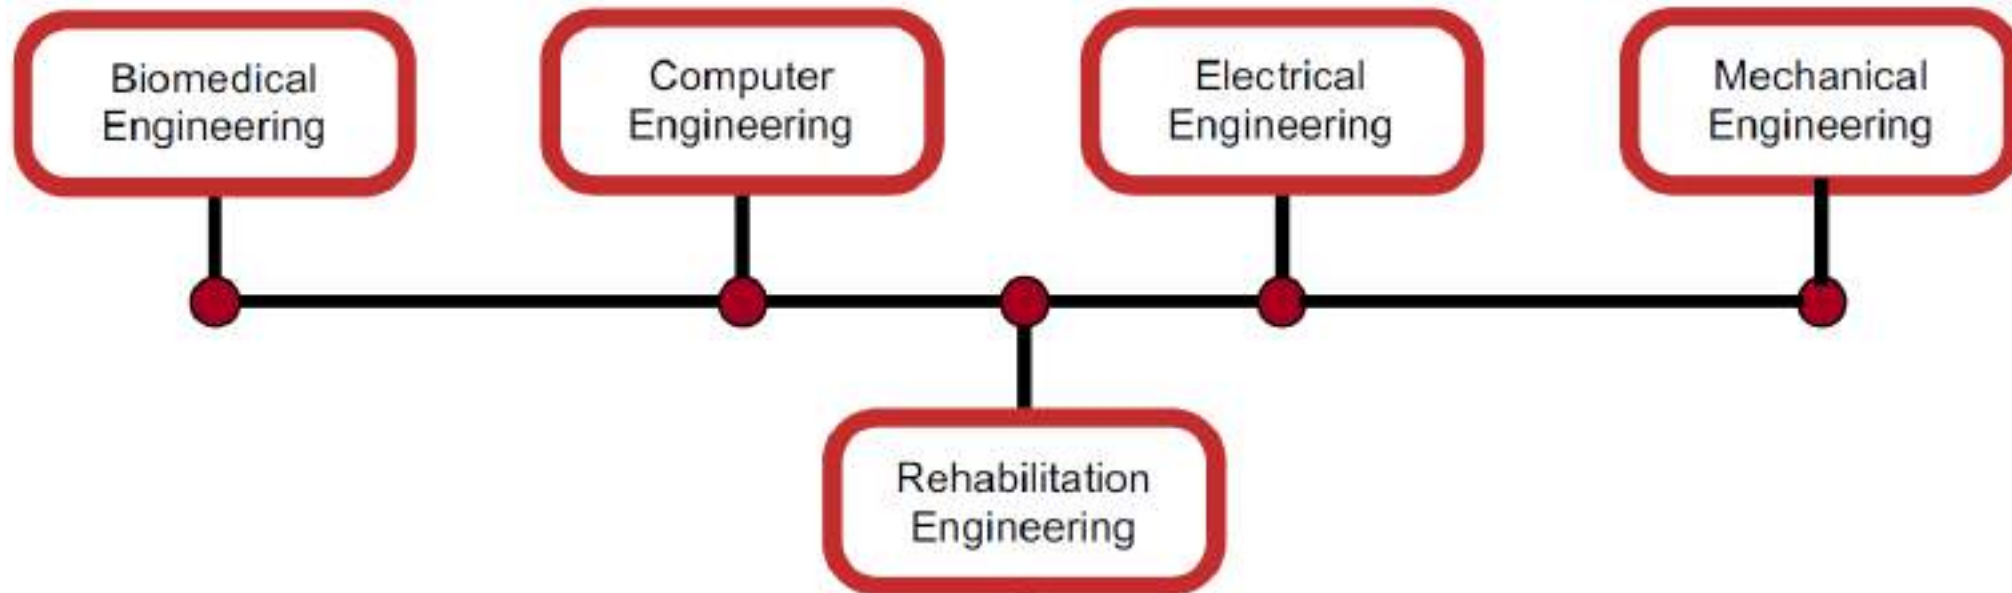 Biomedical
Engineering
Computer
Engineering
Electrical
Engineering
Mechanical
Engineering
Rehabilitation
Engineering